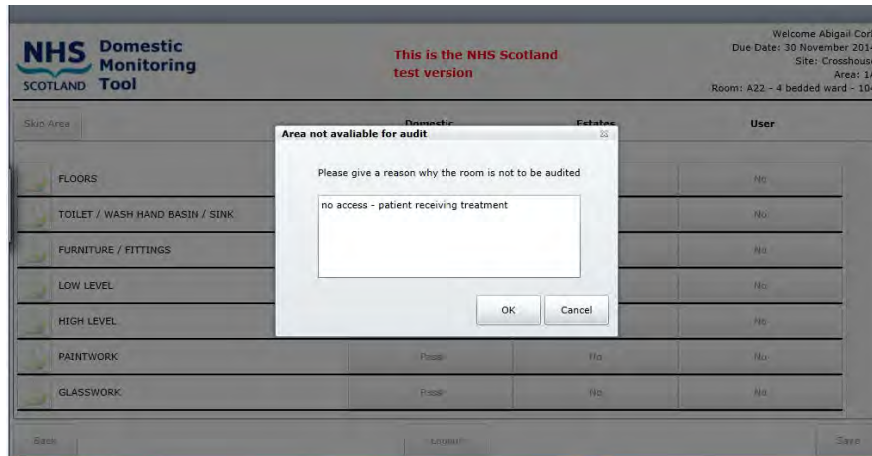 NHS
SCOTLAND
Domestic
Monitoring
Tool
This is the NHS Scotland
test version
Welcome Abigail Cor
Due Date: 30 November 201
Site: Crosshous
Area: 1
Room: A22 - 4 bedded ward - 10
Skip Area
Domestic
Estates
User
Area not avaliable for audit
Please give a reason why the room is not to be audited
no access - patient receiving treatment
OK
Cancel
FLOORS
No
TOILET / WASH HAND BASIN / SINK
No
FURNITURE / FITTINGS
No
LOW LEVEL
No
HIGH LEVEL
No
PAINTWORK
Pass
No
No
GLASSWORK
Pass
No
No
Save